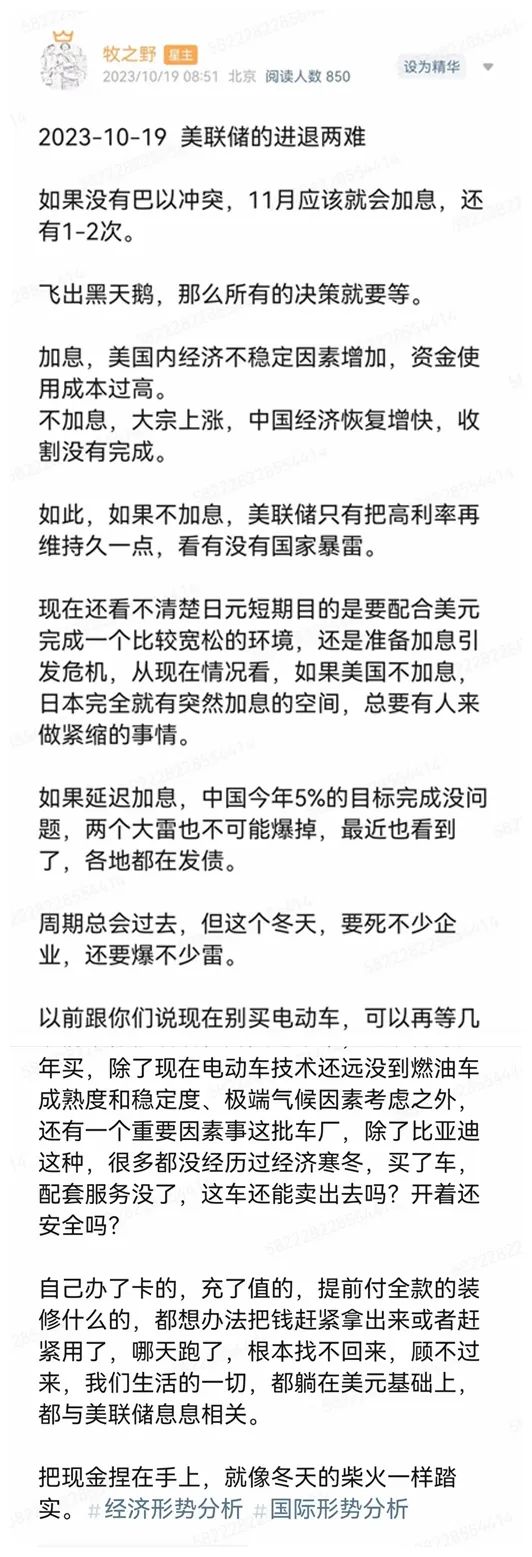 牧之野 星主
2023/10/19 08:51 北京 阅读人数 850
设为精华
2023-10-19 美联储的进退两难
如果没有巴以冲突，11月应该就会加息，还
有1-2次。
飞出黑天鹅，那么所有的决策就要等。
加息，美国内经济不稳定因素增加，资金使
用成本过高。
不加息，大宗上涨，中国经济恢复增快，收
割没有完成。
如此，如果不加息，美联储只有把高利率再
维持久一点，看有没有国家暴雷。
现在还看不清楚日元短期目的是要配合美元
完成一个比较宽松的环境，还是准备加息引
发危机，从现在情况看，如果美国不加息，
日本完全就有突然加息的空间，总要有人来
做紧缩的事情。
如果延迟加息，中国今年5%的目标完成没问
题，两个大雷也不可能爆掉，最近也看到
了，各地都在发债。
周期总会过去，但这个冬天，要死不少企
业，还要爆不少雷。
以前跟你们说现在别买电动车，可以再等几
年买，除了现在电动车技术还远没到燃油车
成熟度和稳定度、极端气候因素考虑之外，
还有一个重要因素事这批车厂，除了比亚迪
这种，很多都没经历过经济寒冬，买了车，
配套服务没了，这车还能卖出去吗？开着还
安全吗？
自己办了卡的，充了值的，提前付全款的装
修什么的，都想办法把钱赶紧拿出来或者赶
紧用了，哪天跑了，根本找不回来，顾不过
来，我们生活的一切，都躺在美元基础上，
都与美联储息息相关。
把现金捏在手上，就像冬天的柴火一样踏
实。 #经济形势分析 #国际形势分析